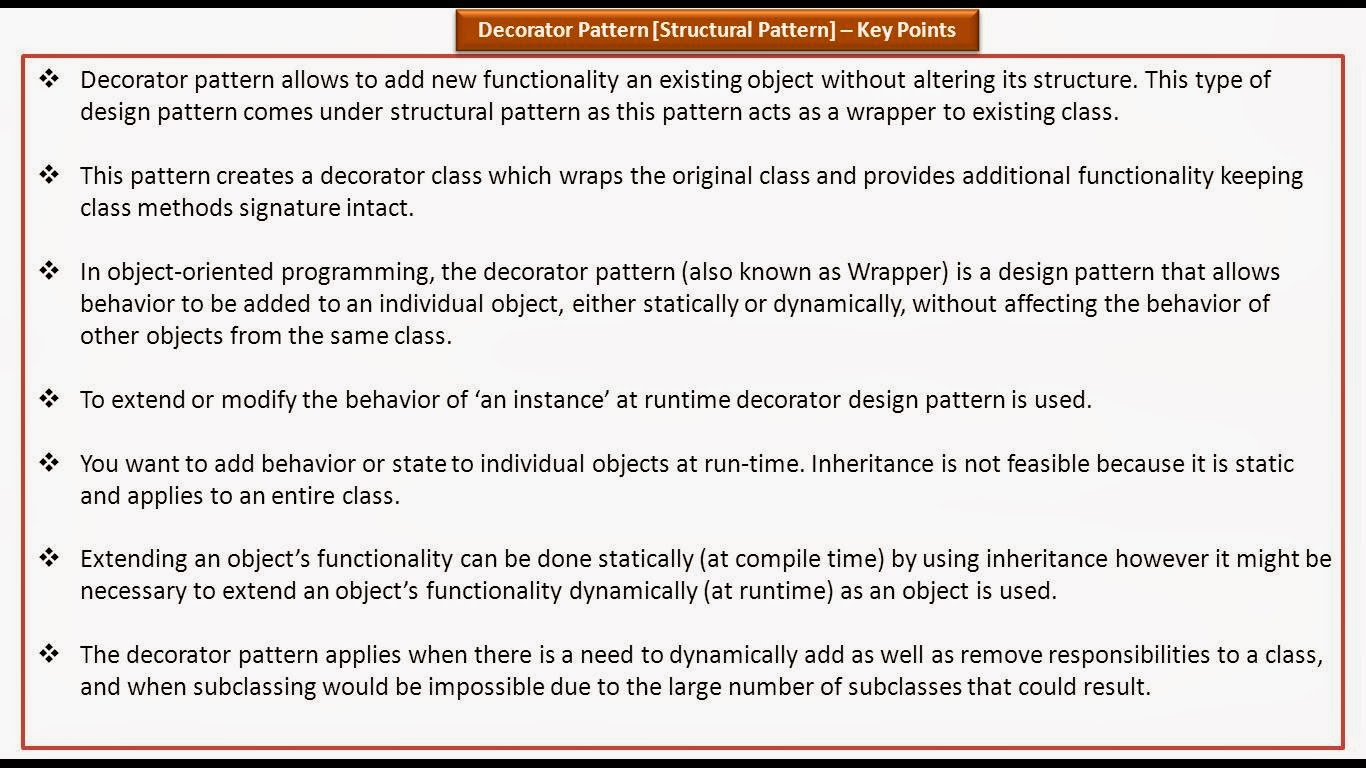 Decorator Pattern [Structural Pattern] – Key Points
❖ Decorator pattern allows to add new functionality an existing object without altering its structure. This type of
design pattern comes under structural pattern as this pattern acts as a wrapper to existing class.
❖ This pattern creates a decorator class which wraps the original class and provides additional functionality keeping
class methods signature intact.
❖ In object-oriented programming, the decorator pattern (also known as Wrapper) is a design pattern that allows
behavior to be added to an individual object, either statically or dynamically, without affecting the behavior of
other objects from the same class.
❖ To extend or modify the behavior of ‘an instance’ at runtime decorator design pattern is used.
❖ You want to add behavior or state to individual objects at run-time. Inheritance is not feasible because it is static
and applies to an entire class.
❖ Extending an object’s functionality can be done statically (at compile time) by using inheritance however it might be
necessary to extend an object’s functionality dynamically (at runtime) as an object is used.
❖ The decorator pattern applies when there is a need to dynamically add as well as remove responsibilities to a class,
and when subclassing would be impossible due to the large number of subclasses that could result.